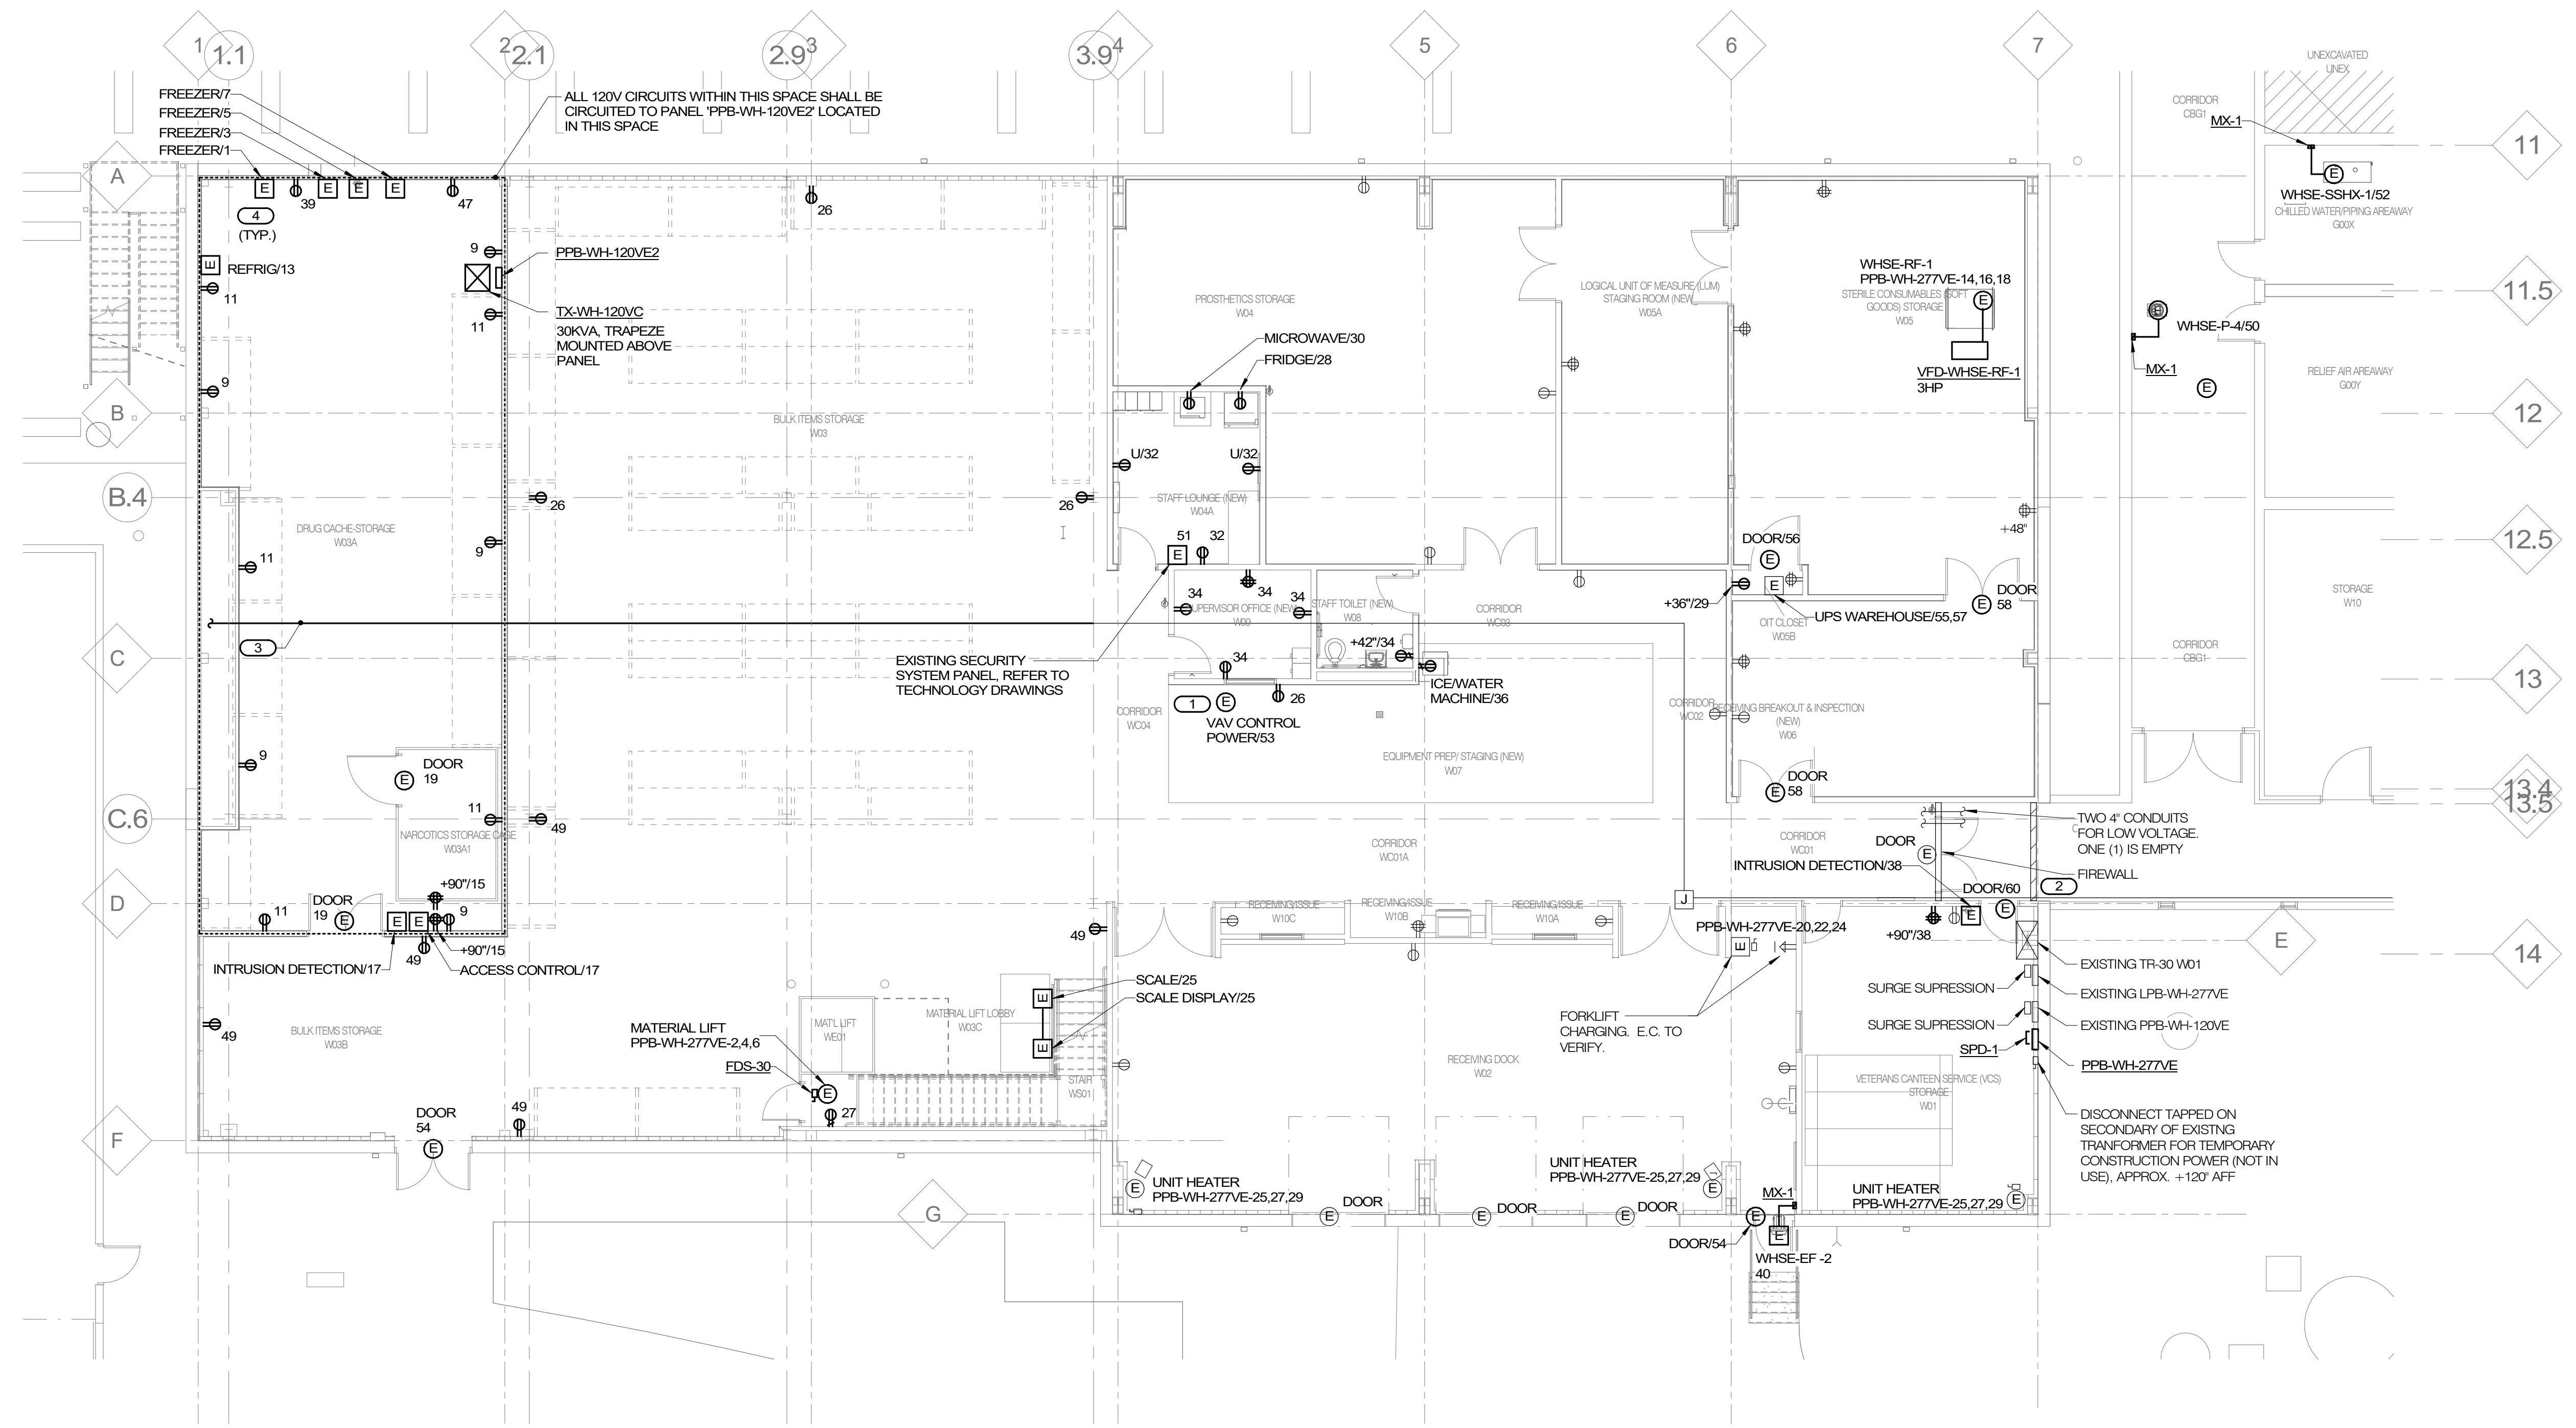 1
1.1
2
2.1
2.9
3
3.9
4
5
6
7
UNEXCAVATED
UNEX
FREEZER/7
FREEZER/5
FREEZER/3
FREEZER/1
ALL 120V CIRCUITS WITHIN THIS SPACE SHALL BE
CIRCUITED TO PANEL 'PPB-WH-120VE2' LOCATED
IN THIS SPACE
CORRIDOR
CBG1
MX-1
11
A
E
E
E
E
39
47
26
4
(TYP.)
E
WHSE-SSHX-1/52
CHILLED WATER/PIPING AREAWAY
G00X
9
PPB-WH-120VE2
E
REFRIG/13
11
TX-WH-120VC
30KVA, TRAPEZE
MOUNTED ABOVE
PANEL
11
PROSTHETICS STORAGE
W04
LOGICAL UNIT OF MEASURE (LUM)
STAGING ROOM (NEW
W05A
WHSE-RF-1
PPB-WH-277VE-14,16,18
STERILE CONSUMABLES (SOFT
GOODS) STORAGE
W05
E
VFD-WHSE-RF-1
3HP
11.5
E
WHSE-P-4/50
MX-1
E
RELIEF AIR AREAWAY
G00Y
MICROWAVE/30
FRIDGE/28
9
B
12
BULK ITEMS STORAGE
W03
U/32
U/32
STAFF LOUNGE (NEW)
W04A
B.4
26
26
DRUG CACHE-STORAGE
W03A
9
11
51
32
E
+48"
DOOR/56
E
E
12.5
34
34
34
SUPERVISOR OFFICE (NEW)
W09
STAFF TOILET (NEW)
W08
CORRIDOR
WC03
+36"/29
UPS WAREHOUSE/55,57
OIT CLOSET
W05B
DOOR
58
E
STORAGE
W10
3
C
EXISTING SECURITY
SYSTEM PANEL, REFER TO
TECHNOLOGY DRAWINGS
34
+42"/34
ICE/WATER
MACHINE/36
26
1
E
VAV CONTROL
POWER/53
CORRIDOR
WC04
CORRIDOR
WC02
RECEIVING BREAKOUT & INSPECTION
(NEW)
W06
CORRIDOR
CBG1
13
EQUIPMENT PREP/ STAGING (NEW)
W07
9
DOOR
19
E
DOOR
58
E
13.4
13.5
C.6
11
49
NARCOTICS STORAGE CAGE
W03A1
TWO 4" CONDUITS
FOR LOW VOLTAGE.
ONE (1) IS EMPTY
CORRIDOR
WC01A
CORRIDOR
WC01
DOOR
E
INTRUSION DETECTION/38
FIREWALL
2
D
+90"/15
11
DOOR
19
E
E
E
9
49
+90"/15
INTRUSION DETECTION/17
ACCESS CONTROL/17
49
RECEIVING/ISSUE
W10C
RECEIVING/ISSUE
W10B
RECEIVING/ISSUE
W10A
J
DOOR/60
E
E
PPB-WH-277VE-20,22,24
E
+90"/38
E
14
EXISTING TR-30 W01
SURGE SUPRESSION
EXISTING LPB-WH-277VE
SURGE SUPRESSION
EXISTING PPB-WH-120VE
SPD-1
PPB-WH-277VE
SCALE/25
SCALE DISPLAY/25
E
E
MATERIAL LIFT LOBBY
W03C
MAT'L LIFT
WE01
MATERIAL LIFT
PPB-WH-277VE-2,4,6
FDS-30
E
27
BULK ITEMS STORAGE
W03B
49
STAIR
WS01
FORKLIFT
CHARGING. E.C. TO
VERIFY.
RECEIVING DOCK
W02
VETERANS CANTEEN SERVICE (VCS)
STORAGE
W01
DISCONNECT TAPPED ON
SECONDARY OF EXISTNG
TRANFORMER FOR TEMPORARY
CONSTRUCTION POWER (NOT IN
USE), APPROX. +120" AFF
F
DOOR
54
E
49
E
UNIT HEATER
PPB-WH-277VE-25,27,29
UNIT HEATER
PPB-WH-277VE-25,27,29
E
MX-1
UNIT HEATER
PPB-WH-277VE-25,27,29
E
G
E
DOOR
E
DOOR
E
DOOR
E
DOOR/54
E
WHSE-EF -2
40